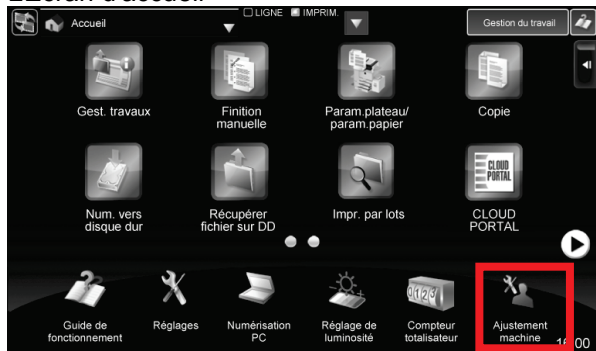 Accueil
LIGNE IMPRIM.
Gestion du travail
Gest. travaux
Finition
manuelle
Param.plateau/
param.papier
Copie
CLOUD
PORTAL
Num. vers
disque dur
Récupérer
fichier sur DD
Impr. par lots
CLOUD
PORTAL
0123
Guide de
fonctionnement
Réglages
Numérisation
PC
Réglage de
luminosité
Compteur
totalisateur
Ajustement
machine